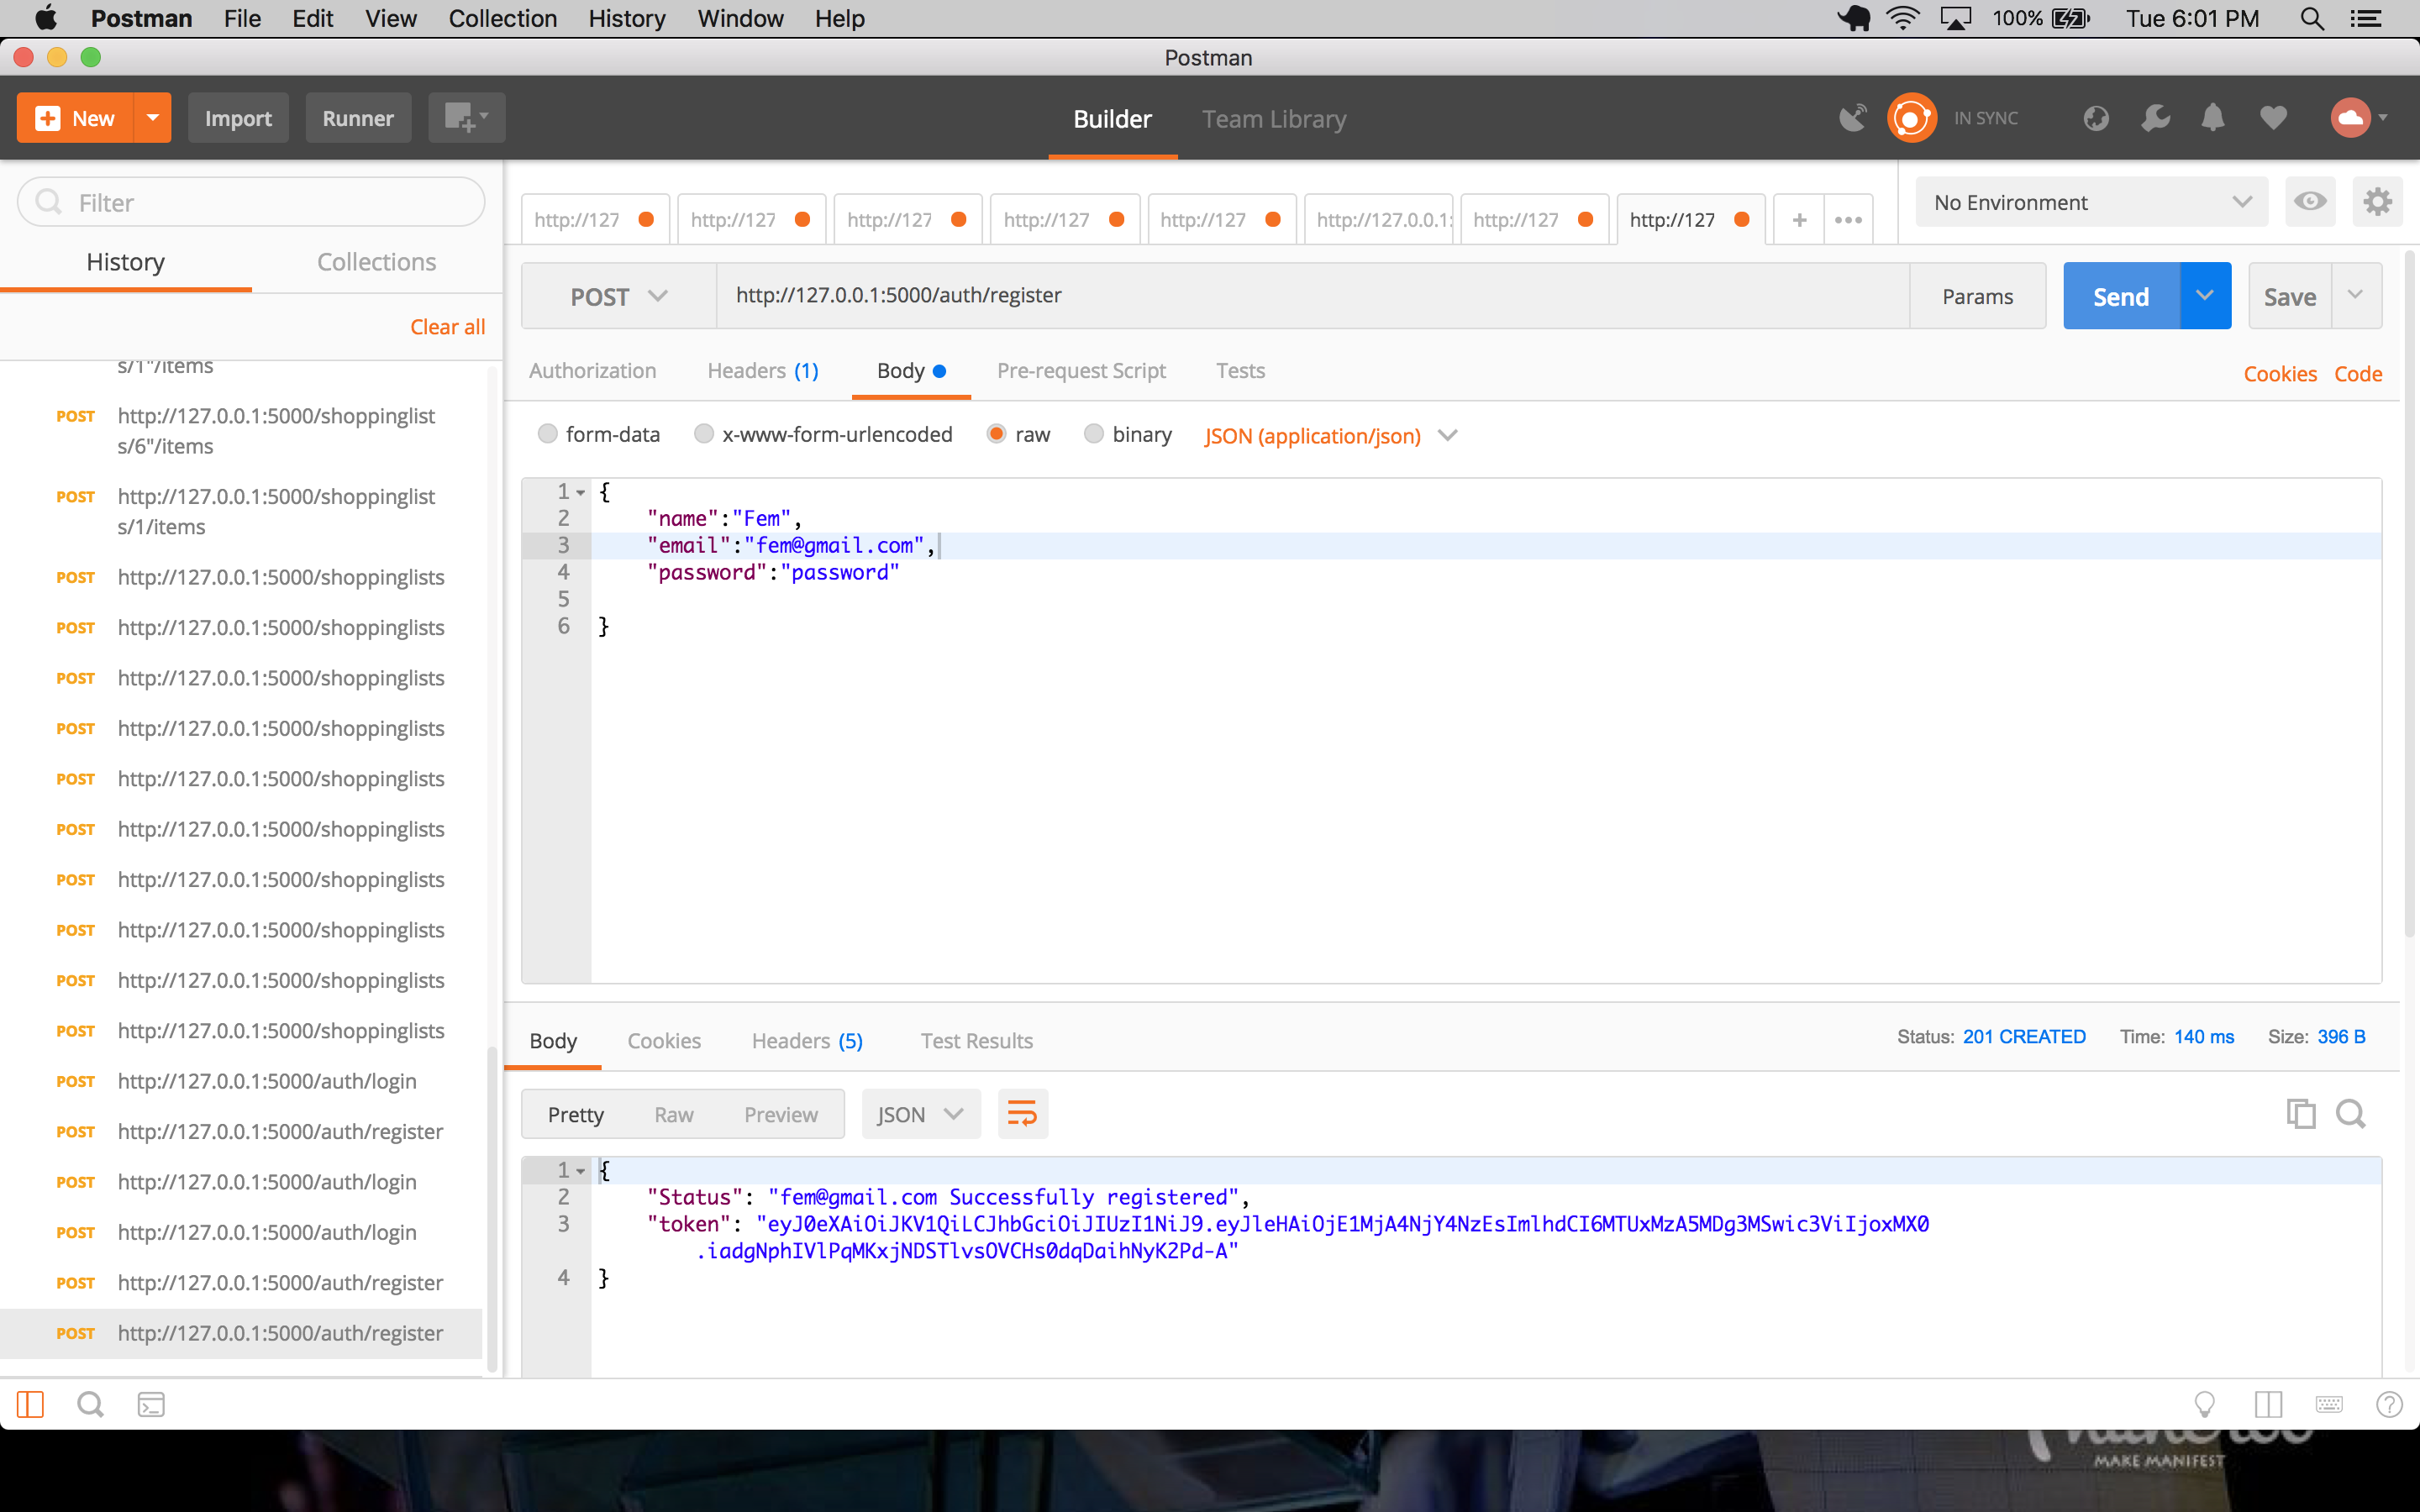 Postman File Edit View Collection History Window Help 100% Tue 6:01 PM
Postman
New Import Runner Builder Team Library IN SYNC
Filter
History Collections
Clear all
s/1"/items
POST http://127.0.0.1:5000/shoppinglist
s/6"/items
POST http://127.0.0.1:5000/shoppinglist
s/1/items
POST http://127.0.0.1:5000/shoppinglists
POST http://127.0.0.1:5000/shoppinglists
POST http://127.0.0.1:5000/shoppinglists
POST http://127.0.0.1:5000/shoppinglists
POST http://127.0.0.1:5000/shoppinglists
POST http://127.0.0.1:5000/shoppinglists
POST http://127.0.0.1:5000/shoppinglists
POST http://127.0.0.1:5000/shoppinglists
POST http://127.0.0.1:5000/shoppinglists
POST http://127.0.0.1:5000/shoppinglists
POST http://127.0.0.1:5000/auth/login
POST http://127.0.0.1:5000/auth/register
POST http://127.0.0.1:5000/auth/login
POST http://127.0.0.1:5000/auth/login
POST http://127.0.0.1:5000/auth/register
POST http://127.0.0.1:5000/auth/register
http://127 http://127 http://127 http://127 http://127 http://127.0.0.1: http://127 http://127 + •••
No Environment
POST http://127.0.0.1:5000/auth/register Params Send Save
Authorization Headers (1) Body Pre-request Script Tests Cookies Code
form-data x-www-form-urlencoded raw binary JSON (application/json)
1 {
2 "name":"Fem",
3 "email":"fem@gmail.com",
4 "password":"password"
5
6 }
Body Cookies Headers (5) Test Results Status: 201 CREATED Time: 140 ms Size: 396 B
Pretty Raw Preview JSON
1 {
2 "Status": "fem@gmail.com Successfully registered",
3 "token": "eyJ0eXAiOiJKV1QiLCJhbGciOiJIUzI1NiJ9.eyJleHAiOjE1MjA4NjY4NzEsImlhdCI6MTUxMzA5MDg3MSwic3ViIjoxMX0
.iadgNphIVlPqMKxjNDSTlvsOVCHs0dqDaihNyK2Pd-A"
4 }
MAKE MANIFEST